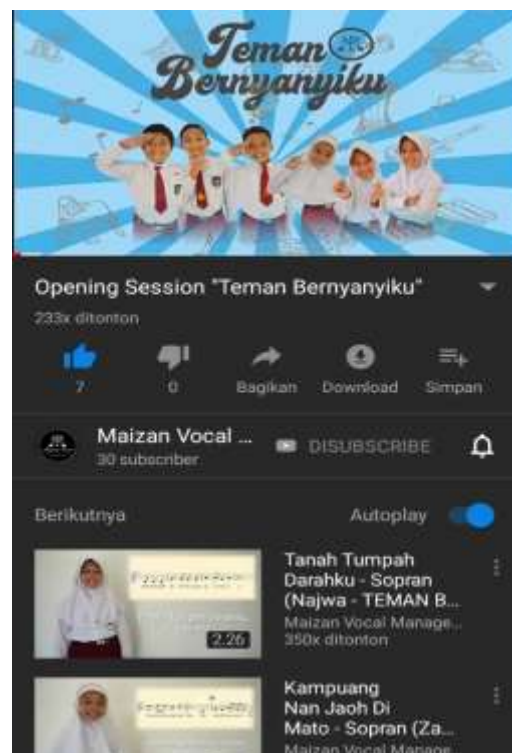 Teman
Bernyanyiku
Opening Session "Teman Bernyanyiku"
233x ditonton
7
0
Bagikan
Download
Simpan
Maizan Vocal ...
DISUBSCRIBE
30 subscriber
Berikutnya
Autoplay
Tanah Tumpah
Darahku - Sopran
(Najwa - TEMAN B...
Maizan Vocal Manage...
350x ditonton
2.26
Kampuang
Nan Jaoh Di
Mato - Sopran (Za...
Maizan Vocal Manage...